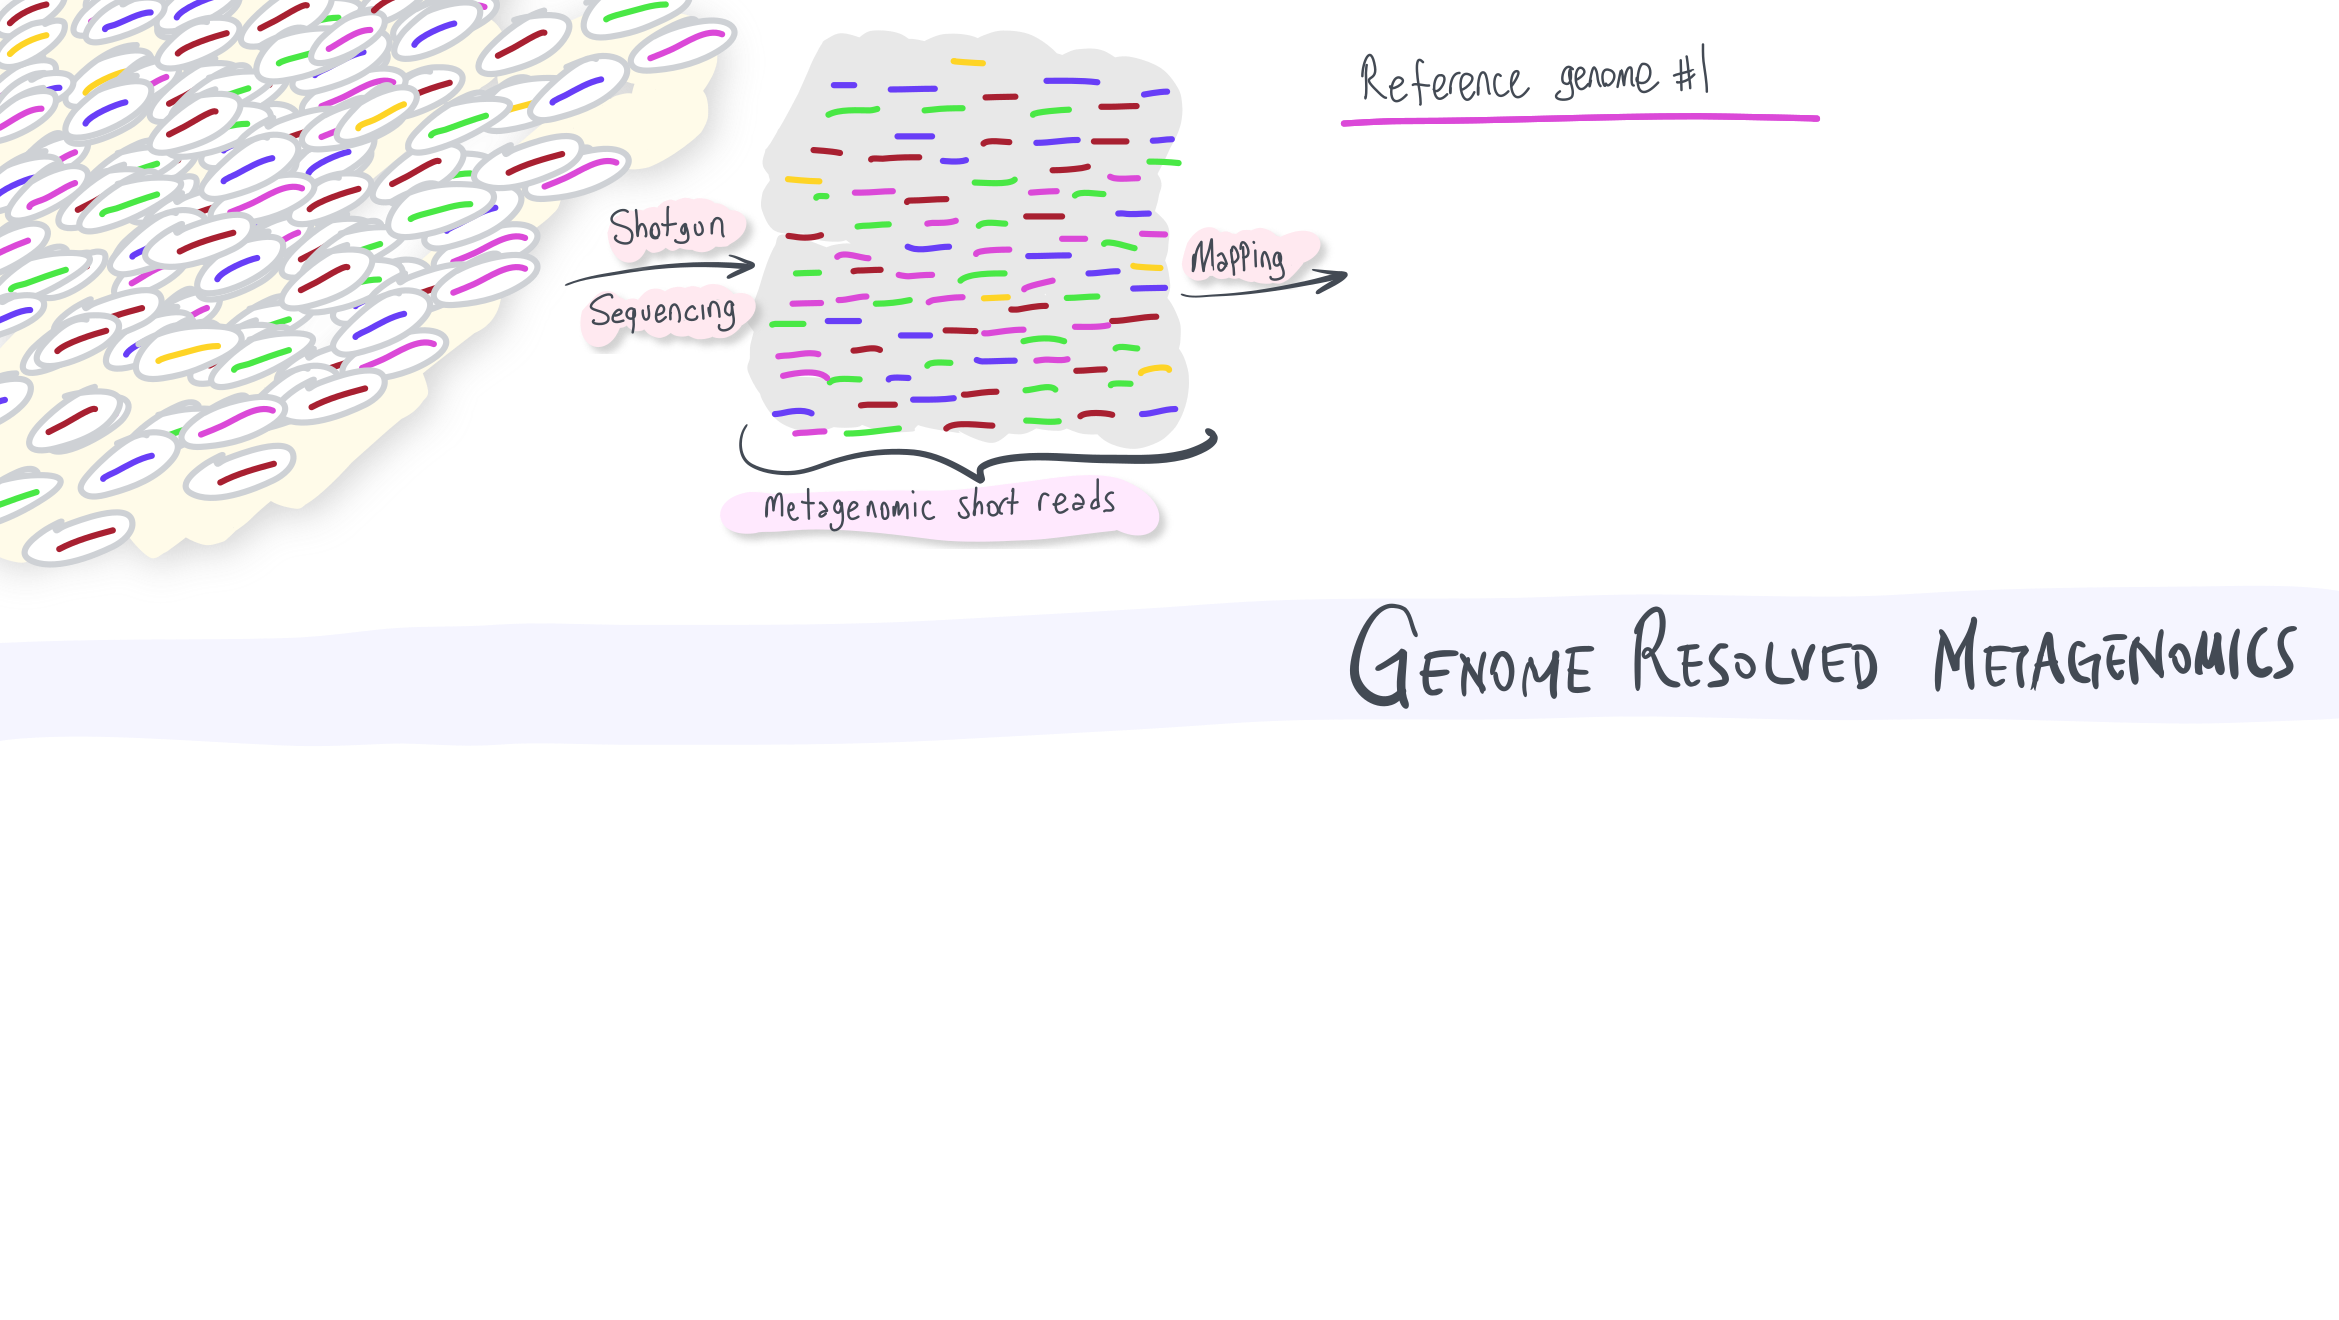 Reference genome #1
Shotgun
Sequencing
Mapping
Metagenomic short reads
GENOME RESOLVED METAGENOMICS